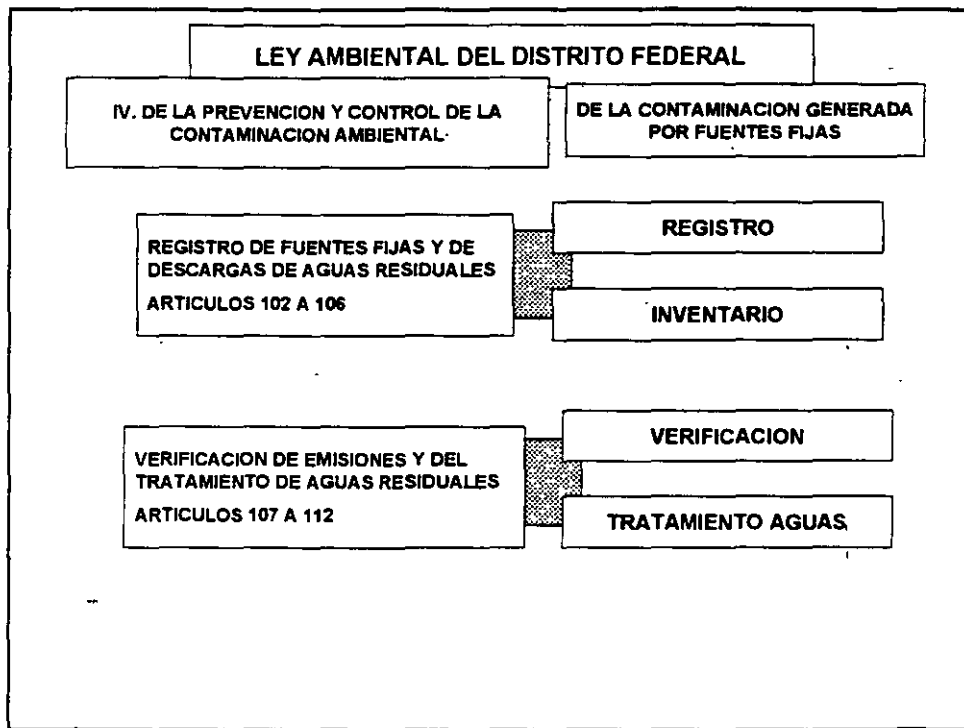 LEY AMBIENTAL DEL DISTRITO FEDERAL
IV. DE LA PREVENCION Y CONTROL DE LA
CONTAMINACION AMBIENTAL
DE LA CONTAMINACION GENERADA
POR FUENTES FIJAS
REGISTRO DE FUENTES FIJAS Y DE
DESCARGAS DE AGUAS RESIDUALES
ARTICULOS 102 A 106
REGISTRO
INVENTARIO
VERIFICACION DE EMISIONES Y DEL
TRATAMIENTO DE AGUAS RESIDUALES
ARTICULOS 107 A 112
VERIFICACION
TRATAMIENTO AGUAS